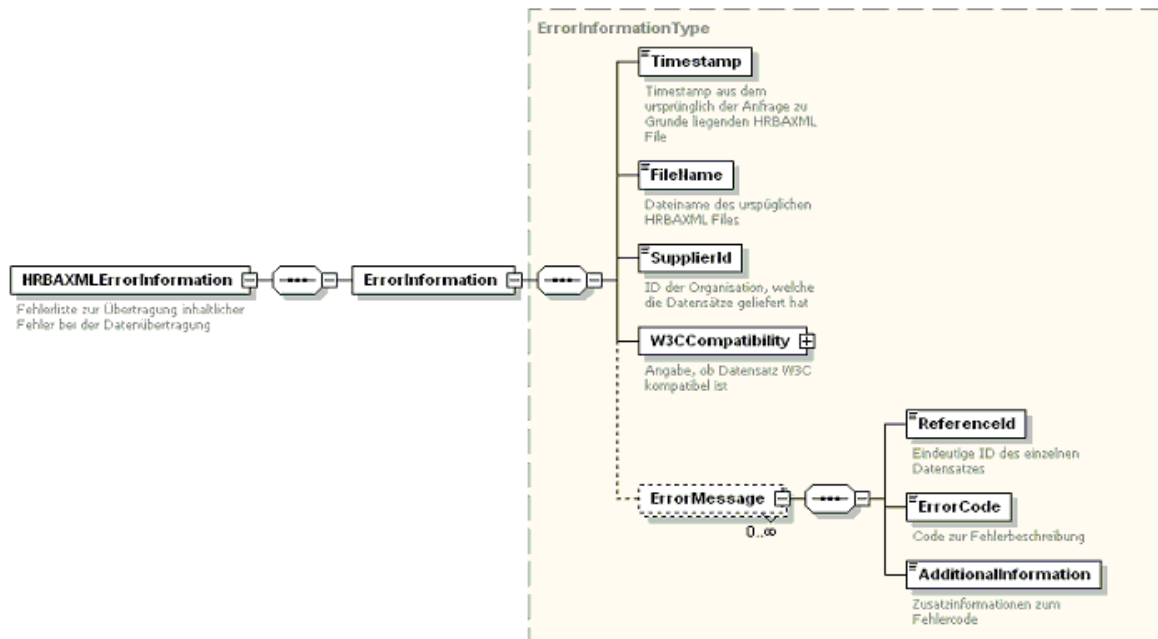 ErrorInformationType
Timestamp
Timestamp aus dem
ursprünglich der Anfrage zu
Grunde liegenden HRBAXML
File
FileName
Dateiname des urspüglichen
HRBAXML Files
SupplierId
ID der Organisation, welche
die Datensätze geliefert hat
HRBAXMLErrorInformation
Fehlerliste zur Übertragung inhaltlicher
Fehler bei der Datenübertragung
ErrorInformation
W3CCompatibility
Angabe, ob Datensatz W3C
kompatibel ist
ReferenceId
Eindeutige ID des einzelnen
Datensatzes
ErrorMessage
0..∞
ErrorCode
Code zur Fehlerbeschreibung
AdditionalInformation
Zusatzinformationen zum
Fehlercode